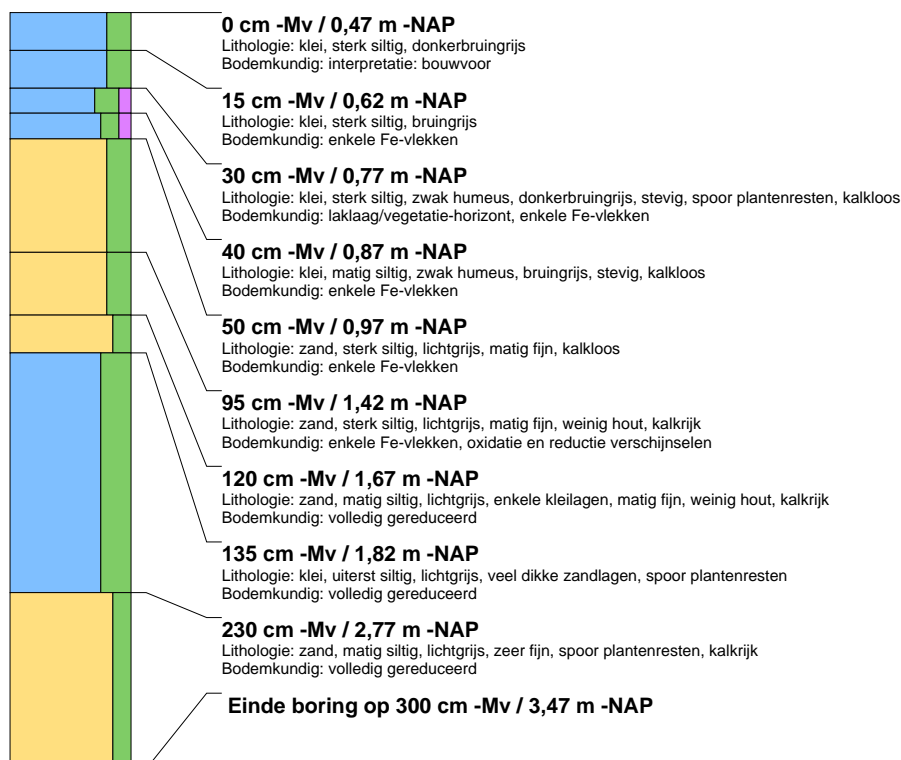 0 cm -Mv / 0,47 m -NAP
Lithologie: klei, sterk siltig, donkerbruingrijs
Bodemkundig: interpretatie: bouwvoor
15 cm -Mv / 0,62 m -NAP
Lithologie: klei, sterk siltig, bruingrijs
Bodemkundig: enkele Fe-vlekken
30 cm -Mv / 0,77 m -NAP
Lithologie: klei, sterk siltig, zwak humeus, donkerbruingrijs, stevig, spoor plantenresten, kalkloos
Bodemkundig: laklaag/vegetatie-horizont, enkele Fe-vlekken
40 cm -Mv / 0,87 m -NAP
Lithologie: klei, matig siltig, zwak humeus, bruingrijs, stevig, kalkloos
Bodemkundig: enkele Fe-vlekken
50 cm -Mv / 0,97 m -NAP
Lithologie: zand, sterk siltig, lichtgrijs, matig fijn, kalkloos
Bodemkundig: enkele Fe-vlekken
95 cm -Mv / 1,42 m -NAP
Lithologie: zand, sterk siltig, lichtgrijs, matig fijn, weinig hout, kalkrijk
Bodemkundig: enkele Fe-vlekken, oxidatie en reductie verschijnselen
120 cm -Mv / 1,67 m -NAP
Lithologie: zand, matig siltig, lichtgrijs, enkele kleilagen, matig fijn, weinig hout, kalkrijk
Bodemkundig: volledig gereduceerd
135 cm -Mv / 1,82 m -NAP
Lithologie: klei, uiterst siltig, lichtgrijs, veel dikke zandlagen, spoor plantenresten
Bodemkundig: volledig gereduceerd
230 cm -Mv / 2,77 m -NAP
Lithologie: zand, matig siltig, lichtgrijs, zeer fijn, spoor plantenresten, kalkrijk
Bodemkundig: volledig gereduceerd
Einde boring op 300 cm -Mv / 3,47 m -NAP